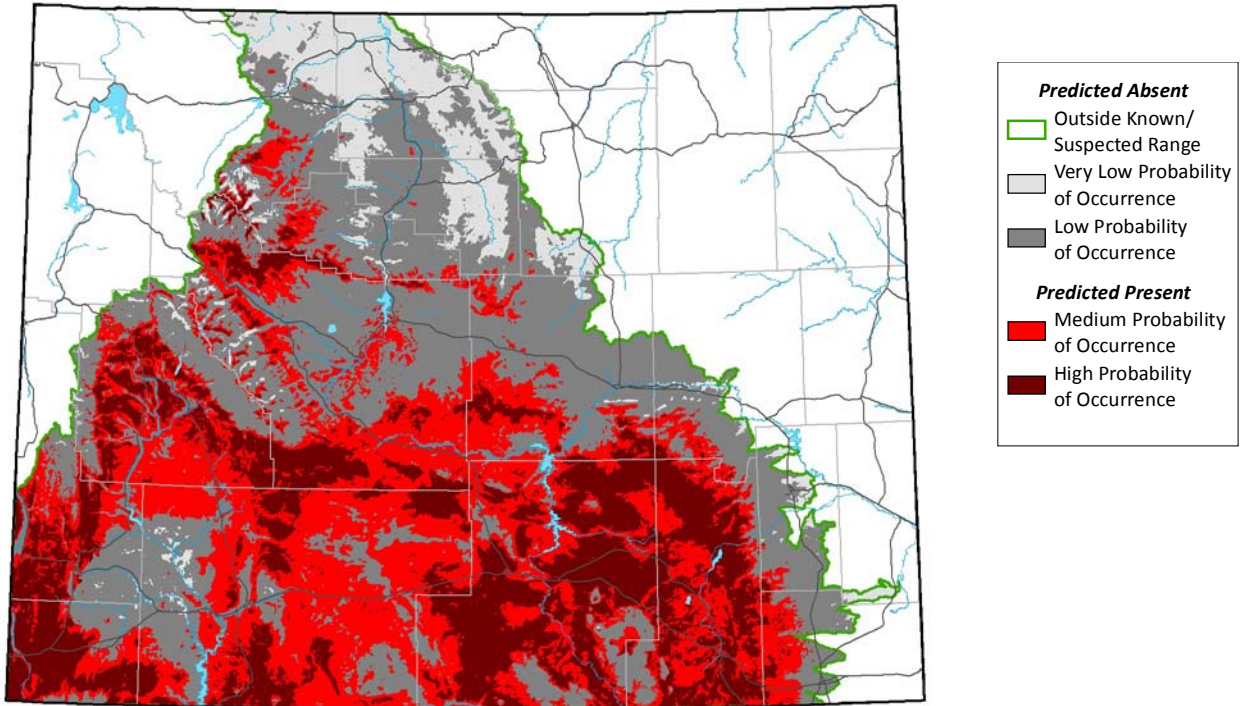 Predicted Absent
Outside Known/
Suspected Range
Very Low Probability
of Occurrence
Low Probability
of Occurrence
Predicted Present
Medium Probability
of Occurrence
High Probability
of Occurrence